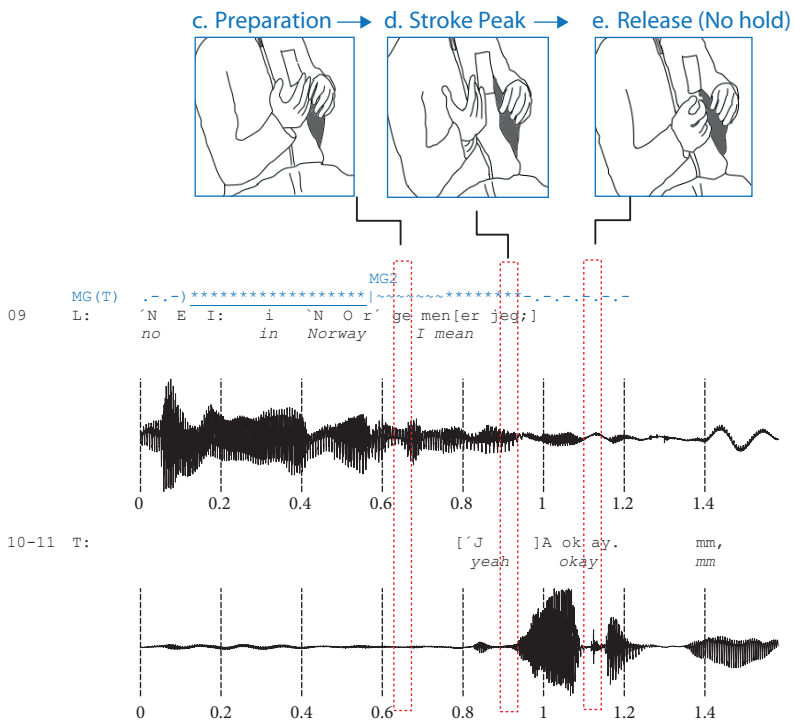 c. Preparation → d. Stroke Peak → e. Release (No hold)
MG2
MG(T) .-.-)******************|~~~~~~~********-.-.-.-.-.-
09 L: ´N E I: i `N O r´ ge men[er jeg;]
no in Norway I mean
0 0.2 0.4 0.6 0.8 1 1.2 1.4
10-11 T: [´J ]A ok ay. mm,
yeah okay mm
0 0.2 0.4 0.6 0.8 1 1.2 1.4